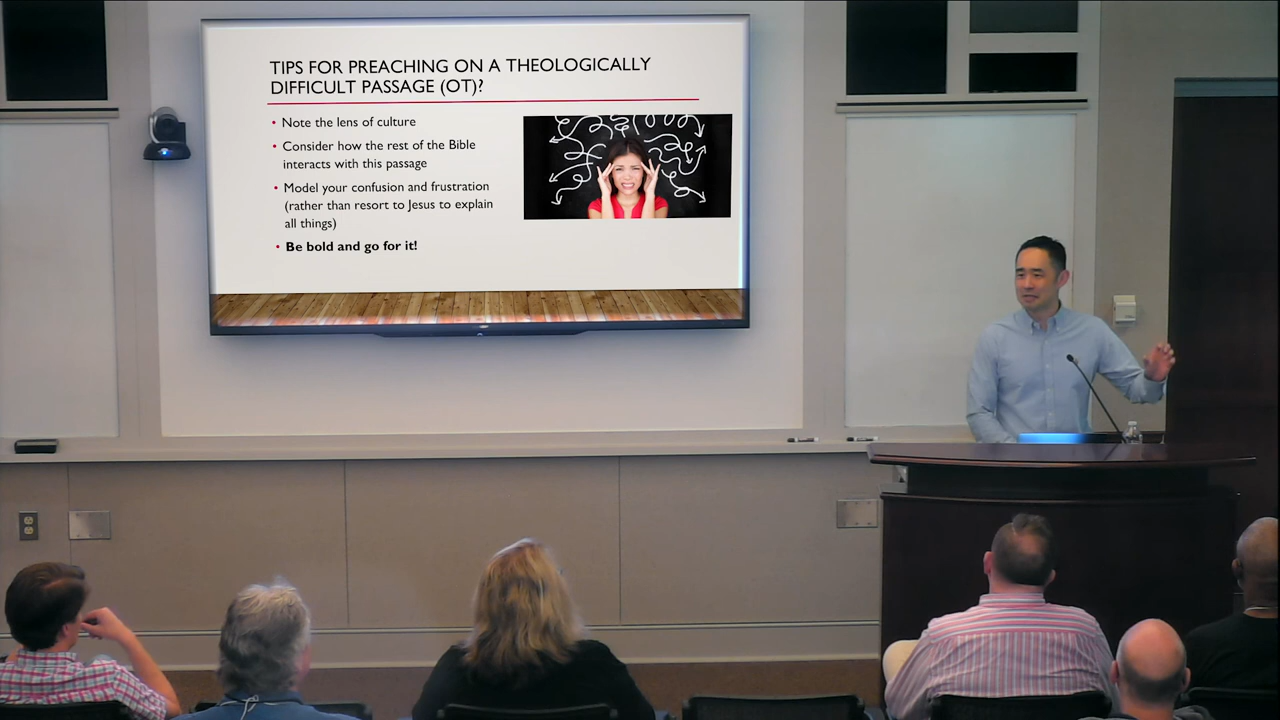 TIPS FOR PREACHING ON A THEOLOGICALLY
DIFFICULT PASSAGE (OT)?
• Note the lens of culture
• Consider how the rest of the Bible
interacts with this passage
• Model your confusion and frustration
(rather than resort to Jesus to explain
all things)
• Be bold and go for it!